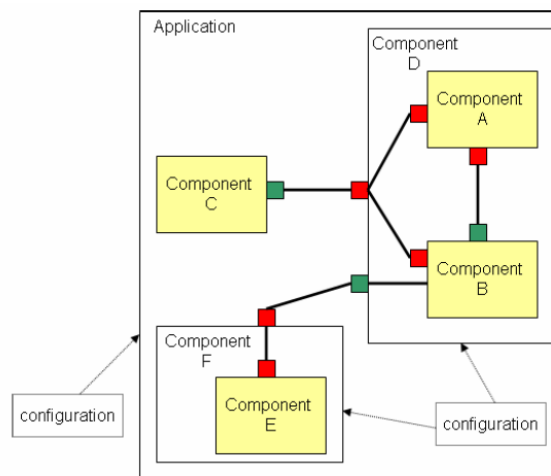 Application
Component
D
Component
A
Component
C
Component
B
Component
F
Component
E
configuration
configuration